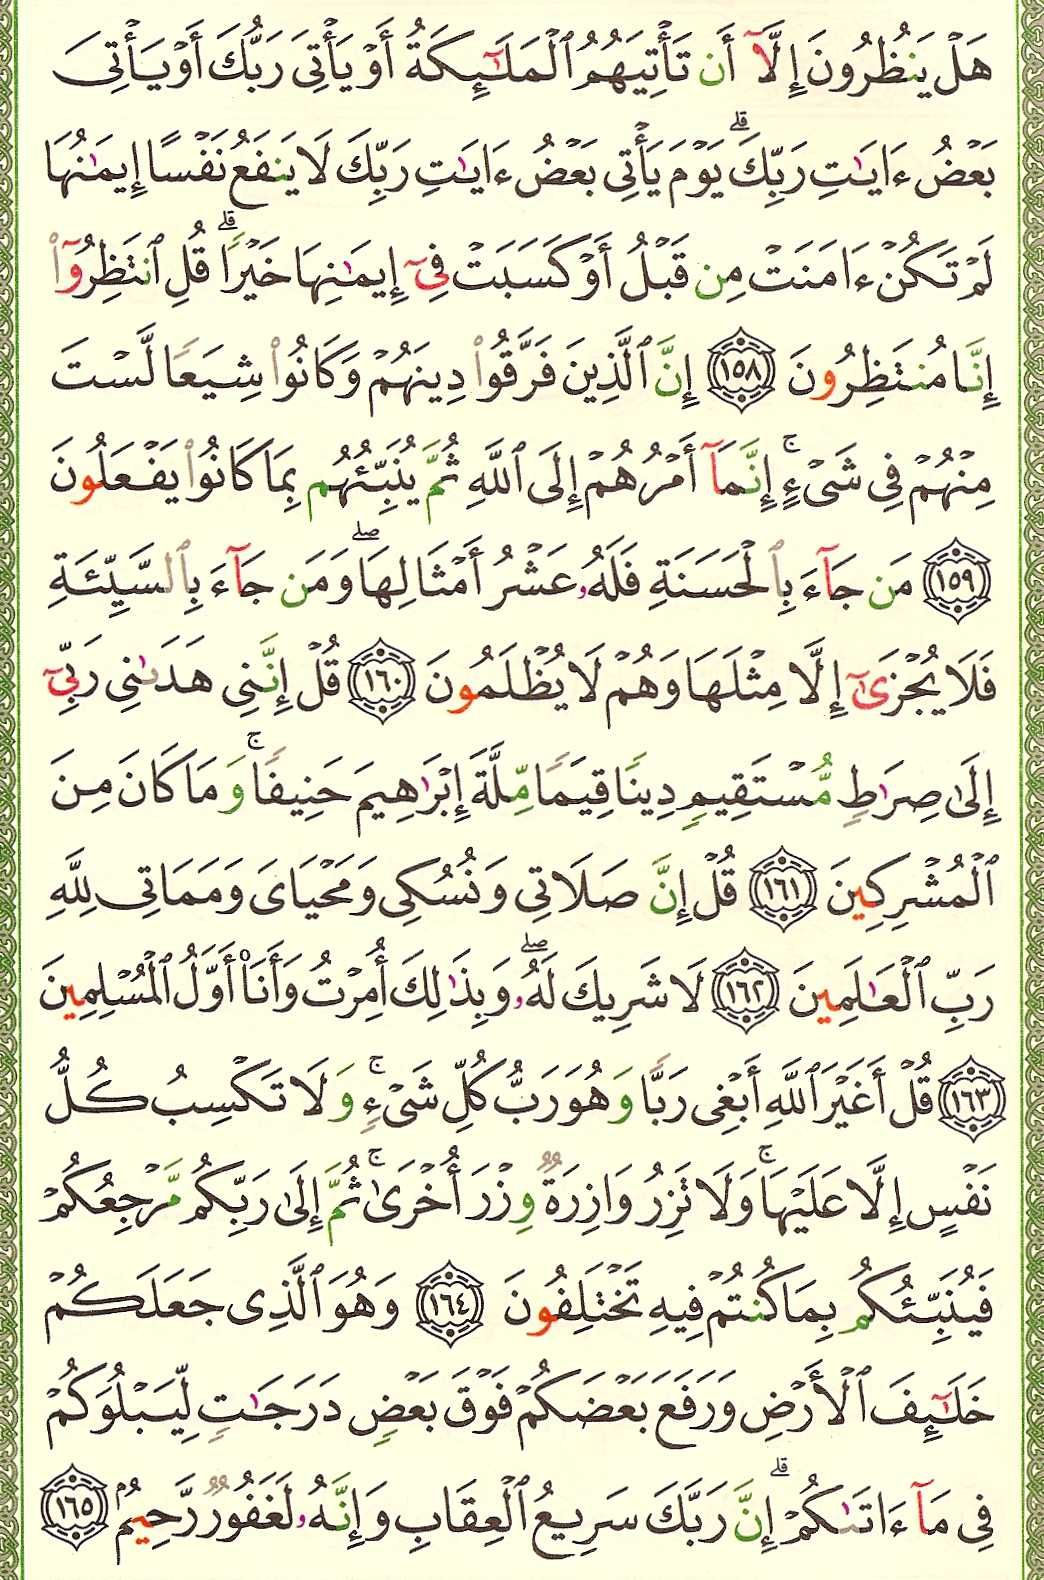 هَلْ يَنظُرُونَ إِلَّآ أَن تَأْتِيَهُمُ ٱلْمَلَـٰٓئِكَةُ أَوْ يَأْتِىَ رَبُّكَ أَوْ يَأْتِىَ
بَعْضُ ءَايَـٰتِ رَبِّكَ ۗ يَوْمَ يَأْتِى بَعْضُ ءَايَـٰتِ رَبِّكَ لَا يَنفَعُ نَفْسًا إِيمَـٰنُهَا
لَمْ تَكُنْ ءَامَنَتْ مِن قَبْلُ أَوْ كَسَبَتْ فِىٓ إِيمَـٰنِهَا خَيْرًا ۗ قُلِ ٱنتَظِرُوٓا۟
إِنَّا مُنتَظِرُونَ ١٥٨ إِنَّ ٱلَّذِينَ فَرَّقُوا۟ دِينَهُمْ وَكَانُوا۟ شِيَعًا لَّسْتَ
مِنْهُمْ فِى شَىْءٍ ۚ إِنَّمَآ أَمْرُهُمْ إِلَى ٱللَّهِ ثُمَّ يُنَبِّئُهُم بِمَا كَانُوا۟ يَفْعَلُونَ
١٥٩ مَن جَآءَ بِٱلْحَسَنَةِ فَلَهُۥ عَشْرُ أَمْثَالِهَا ۖ وَمَن جَآءَ بِٱلسَّيِّئَةِ
فَلَا يُجْزَىٰٓ إِلَّا مِثْلَهَا وَهُمْ لَا يُظْلَمُونَ ١٦٠ قُلْ إِنَّنِى هَدَىٰنِى رَبِّىٓ
إِلَىٰ صِرَٰطٍ مُّسْتَقِيمٍ دِينًا قِيَمًا مِّلَّةَ إِبْرَٰهِيمَ حَنِيفًا ۚ وَمَا كَانَ مِنَ
ٱلْمُشْرِكِينَ ١٦١ قُلْ إِنَّ صَلَاتِى وَنُسُكِى وَمَحْيَاىَ وَمَمَاتِى لِلَّهِ
رَبِّ ٱلْعَـٰلَمِينَ ١٦٢ لَا شَرِيكَ لَهُۥ ۖ وَبِذَٰلِكَ أُمِرْتُ وَأَنَا۠ أَوَّلُ ٱلْمُسْلِمِينَ
١٦٣ قُلْ أَغَيْرَ ٱللَّهِ أَبْغِى رَبًّا وَهُوَ رَبُّ كُلِّ شَىْءٍ ۚ وَلَا تَكْسِبُ كُلُّ
نَفْسٍ إِلَّا عَلَيْهَا ۚ وَلَا تَزِرُ وَازِرَةٌ وِزْرَ أُخْرَىٰ ۚ ثُمَّ إِلَىٰ رَبِّكُم مَّرْجِعُكُمْ
فَيُنَبِّئُكُم بِمَا كُنتُمْ فِيهِ تَخْتَلِفُونَ ١٦٤ وَهُوَ ٱلَّذِى جَعَلَكُمْ
خَلَـٰٓئِفَ ٱلْأَرْضِ وَرَفَعَ بَعْضَكُمْ فَوْقَ بَعْضٍ دَرَجَـٰتٍ لِّيَبْلُوَكُمْ
فِى مَآ ءَاتَىٰكُمْ ۗ إِنَّ رَبَّكَ سَرِيعُ ٱلْعِقَابِ وَإِنَّهُۥ لَغَفُورٌ رَّحِيمٌ ١٦٥